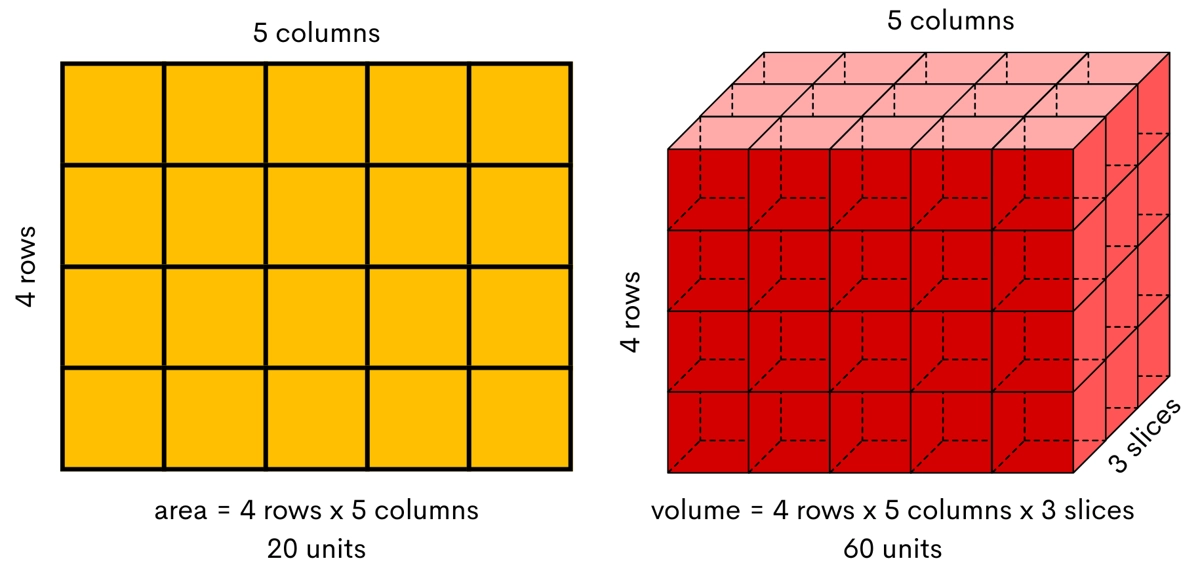 5 columns
4 rows
area = 4 rows x 5 columns
20 units
5 columns
4 rows
3 slices
volume = 4 rows x 5 columns x 3 slices
60 units